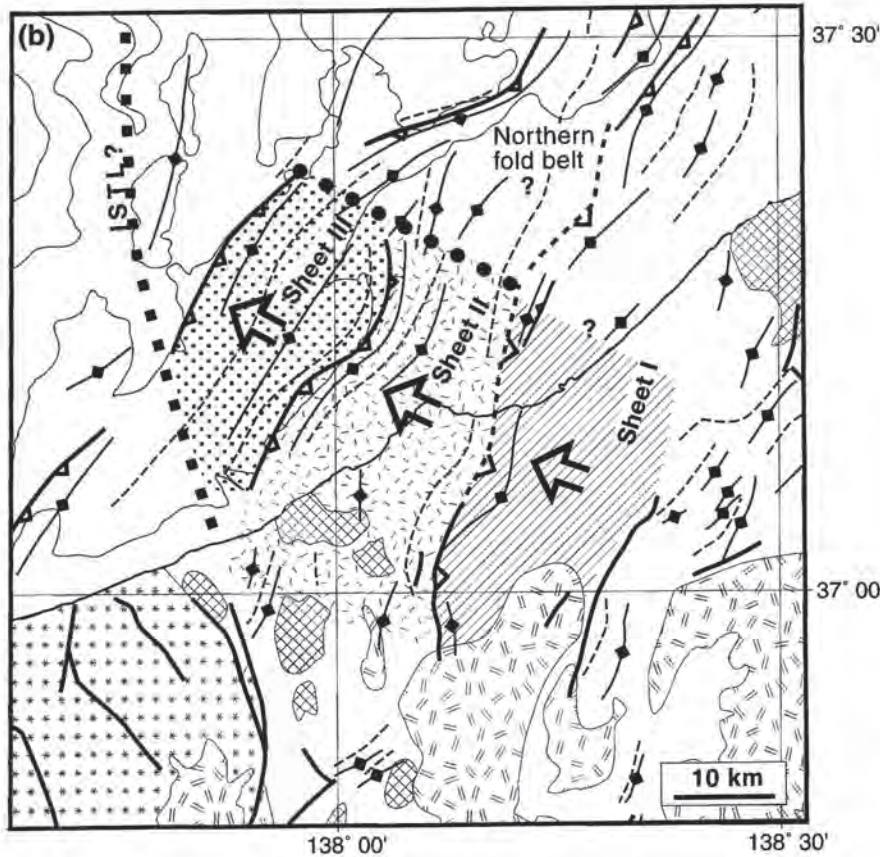 (b)
37° 30'
ISTL?
Northern
fold belt
?
Sheet III
Sheet II
?
Sheet I
37° 00'
10 km
138° 00'
138° 30'